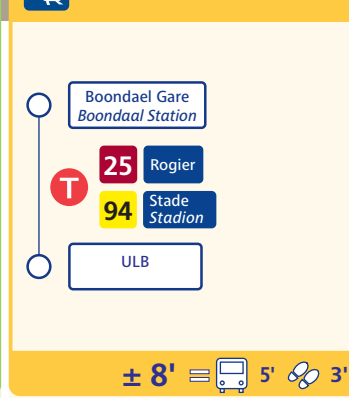 Boondael Gare
Boondaal Station
T
25 Rogier
94 Stade
Stadion
ULB
± 8' = 5' 3'